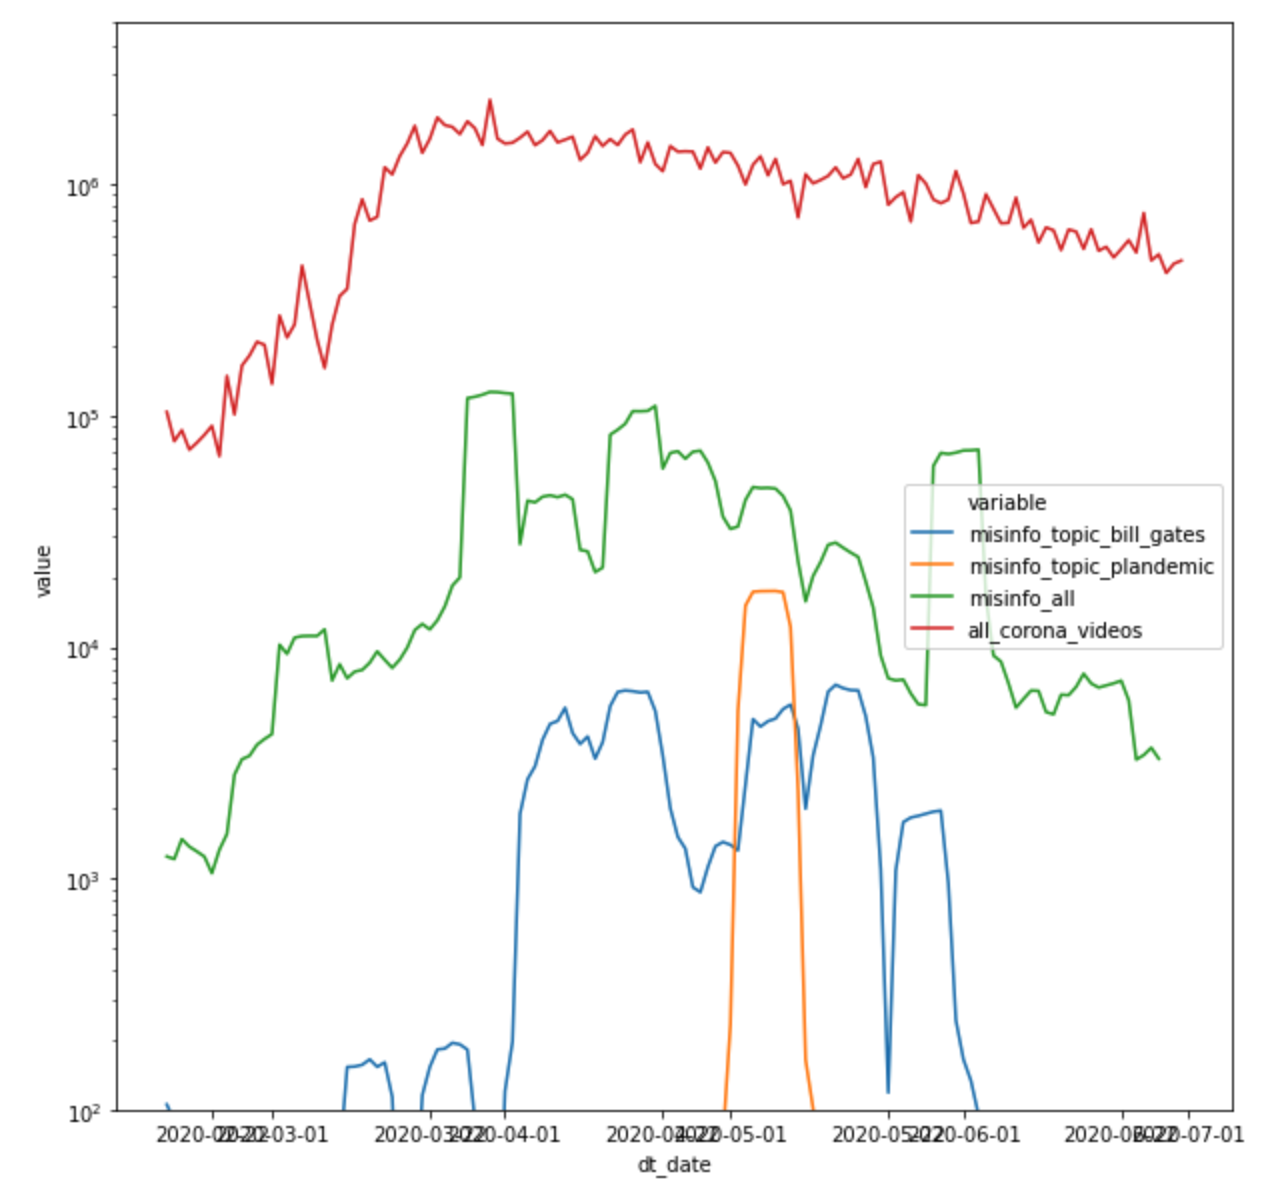 10^6
10^5
10^4
10^3
10^2
value
variable
misinfo_topic_bill_gates
misinfo_topic_plandemic
misinfo_all
all_corona_videos
2020-03-01
2020-04-01
2020-05-01
2020-06-01
2020-07-01
dt_date